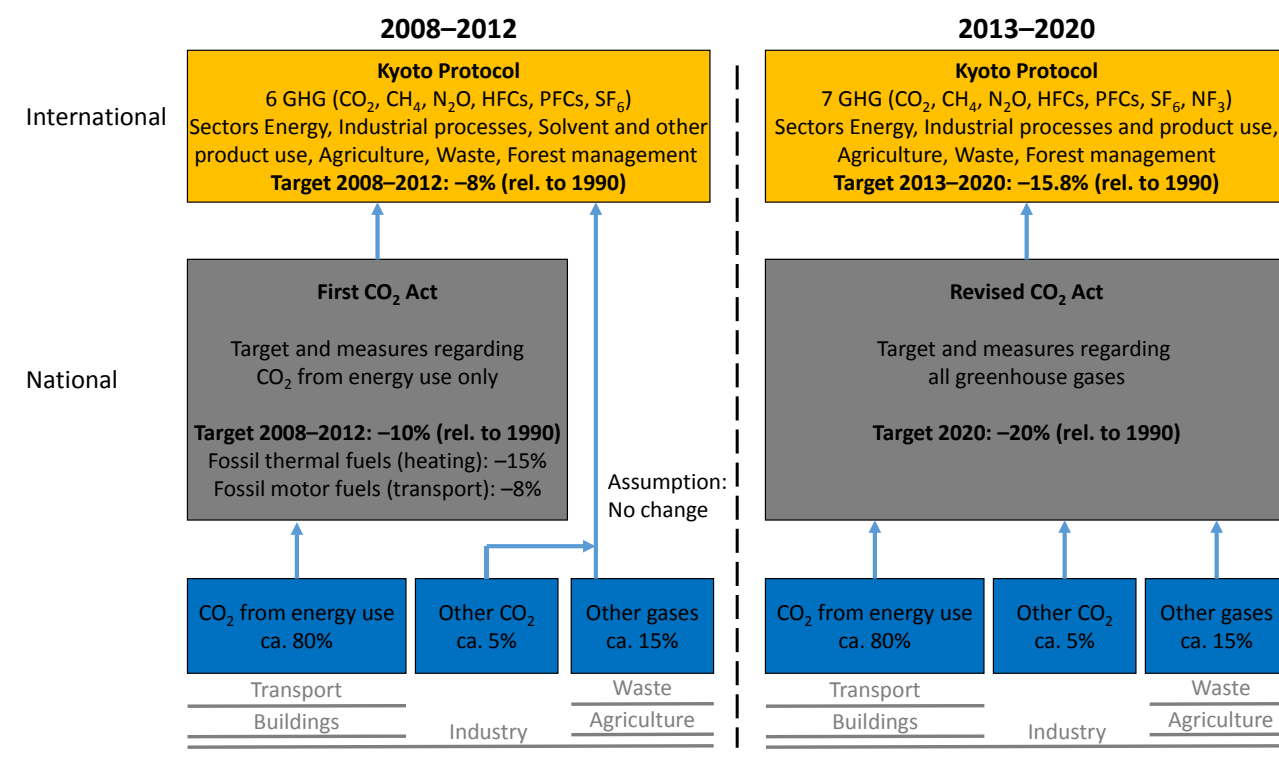 2008–2012
2013–2020
International
Kyoto Protocol
6 GHG (CO₂, CH₄, N₂O, HFCs, PFCs, SF₆)
Sectors Energy, Industrial processes, Solvent and other
product use, Agriculture, Waste, Forest management
Target 2008–2012: –8% (rel. to 1990)
Kyoto Protocol
7 GHG (CO₂, CH₄, N₂O, HFCs, PFCs, SF₆, NF₃)
Sectors Energy, Industrial processes and product use,
Agriculture, Waste, Forest management
Target 2013–2020: –15.8% (rel. to 1990)
National
First CO₂ Act
Target and measures regarding
CO₂ from energy use only
Target 2008–2012: –10% (rel. to 1990)
Fossil thermal fuels (heating): –15%
Fossil motor fuels (transport): –8%
Assumption:
No change
Revised CO₂ Act
Target and measures regarding
all greenhouse gases
Target 2020: –20% (rel. to 1990)
CO₂ from energy use
ca. 80%
Other CO₂
ca. 5%
Other gases
ca. 15%
Transport
Buildings
Industry
Waste
Agriculture
CO₂ from energy use
ca. 80%
Other CO₂
ca. 5%
Other gases
ca. 15%
Transport
Buildings
Industry
Waste
Agriculture